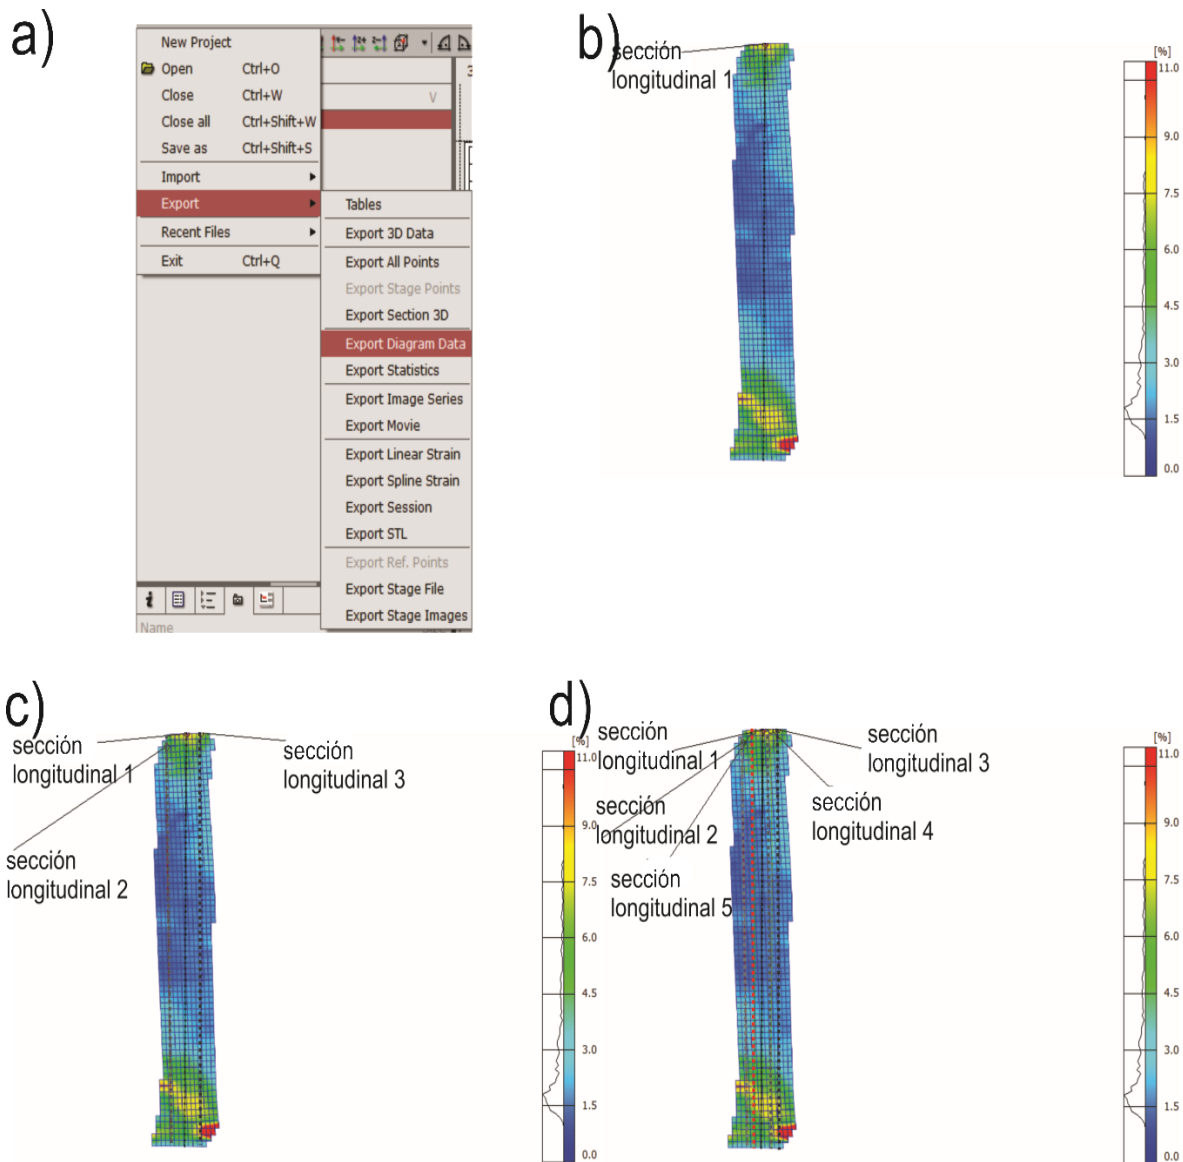 a)
New Project
Open Ctrl+O
Close Ctrl+W
Close all Ctrl+Shift+W
Save as Ctrl+Shift+S
Import
Export
Recent Files
Exit Ctrl+Q
V
3
Tables
Export 3D Data
Export All Points
Export Stage Points
Export Section 3D
Export Diagram Data
Export Statistics
Export Image Series
Export Movie
Export Linear Strain
Export Spline Strain
Export Session
Export STL
Export Ref. Points
Export Stage File
Export Stage Images
Name
b)
sección
longitudinal 1
[%]
11.0
9.0
7.5
6.0
4.5
3.0
1.5
0.0
c)
sección
longitudinal 1
sección
longitudinal 3
sección
longitudinal 2
[%]
11.0
9.0
7.5
6.0
4.5
3.0
1.5
0.0
d)
sección
longitudinal 1
sección
longitudinal 3
sección
longitudinal 2
sección
longitudinal 4
sección
longitudinal 5
[%]
11.0
9.0
7.5
6.0
4.5
3.0
1.5
0.0